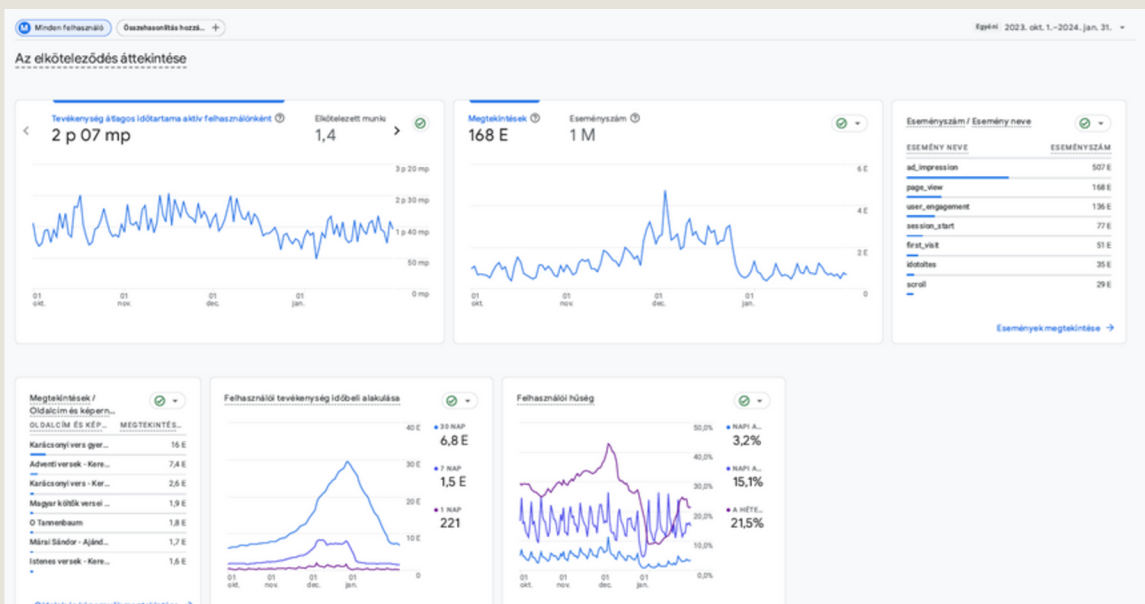 M Minden felhasználó Összehasonlítás hozzá... +
Egyéni 2023. okt. 1.–2024. jan. 31.
Az elköteleződés áttekintése
Tevékenység átlagos időtartama aktív felhasználónként
2 p 07 mp
Elkötelezett munka
1,4
3 p 20 mp
2 p 30 mp
1 p 40 mp
50 mp
0 mp
01 okt.
01 nov.
01 dec.
01 jan.
Megtekintések
168 E
Eseményszám
1 M
6 E
4 E
2 E
0
01 okt.
01 nov.
01 dec.
01 jan.
Eseményszám / Esemény neve
ESEMÉNY NEVE ESEMÉNYSZÁM
ad_impression 507 E
page_view 168 E
user_engagement 136 E
session_start 77 E
first_visit 51 E
idotoltes 35 E
scroll 29 E
Események megtekintése →
Megtekintések /
Oldalcím és képern...
OLDALCÍM ÉS KÉP... MEGTEKINTÉS...
Karácsonyi vers gyer... 16 E
Adventi versek - Kere... 7,4 E
Karácsonyi vers - Ker... 2,6 E
Magyar költők versei ... 1,9 E
O Tannenbaum 1,8 E
Márai Sándor - Ajánd... 1,7 E
Istenes versek - Kere... 1,6 E
Felhasználói tevékenység időbeli alakulása
40 E
30 E
20 E
10 E
0
01 okt.
01 nov.
01 dec.
01 jan.
30 NAP
6,8 E
7 NAP
1,5 E
1 NAP
221
Felhasználói hűség
50,0%
40,0%
30,0%
20,0%
10,0%
0,0%
01 okt.
01 nov.
01 dec.
01 jan.
NAPI A...
3,2%
NAPI A...
15,1%
A HÉTE...
21,5%